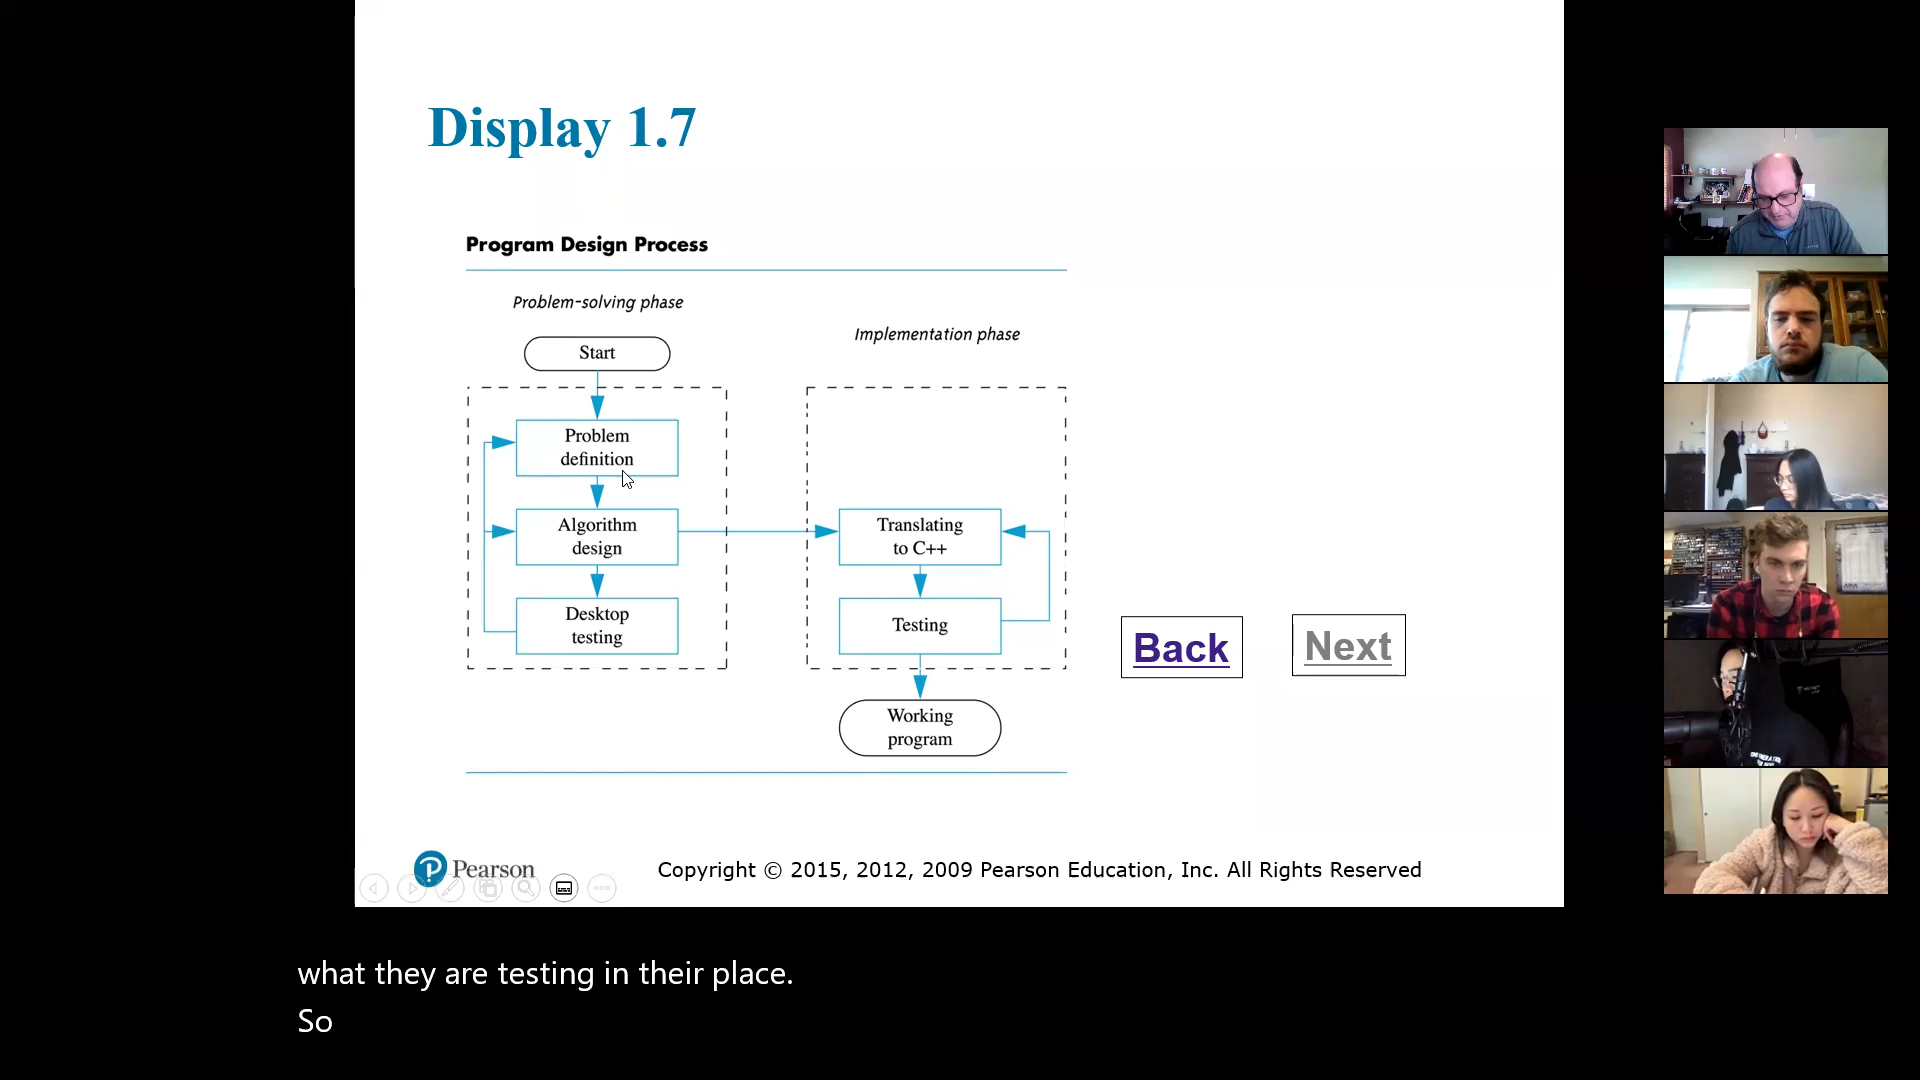 Display 1.7
Program Design Process
Problem-solving phase
Implementation phase
Start
Problem
definition
Algorithm
design
Desktop
testing
Translating
to C++
Testing
Working
program
Back
Next
Pearson
Copyright © 2015, 2012, 2009 Pearson Education, Inc. All Rights Reserved
what they are testing in their place.
So